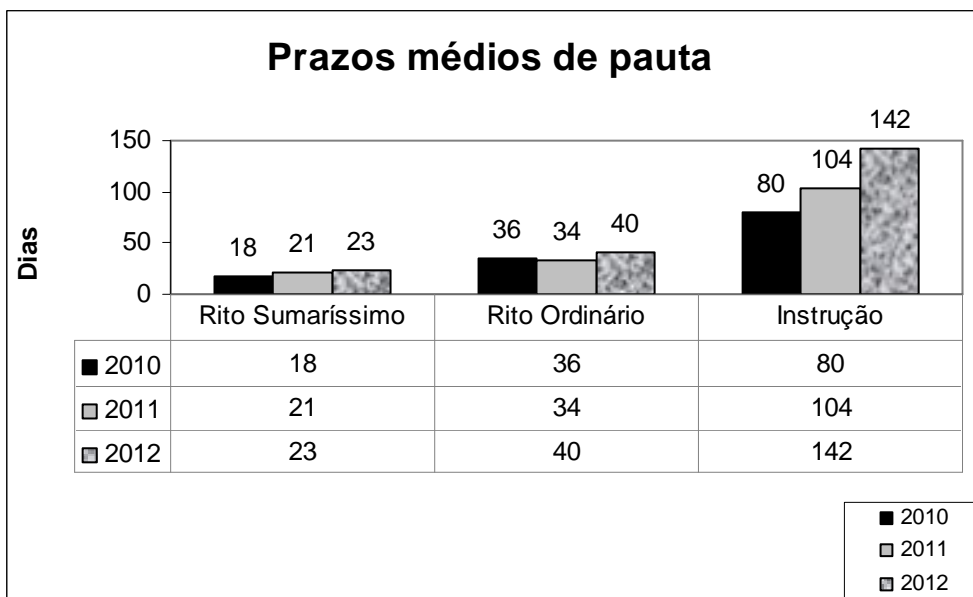 Prazos médios de pauta
Dias
150
100
50
0
18 21 23
36 34 40
80 104 142
Rito Sumaríssimo Rito Ordinário Instrução
2010 18 36 80
2011 21 34 104
2012 23 40 142
2010
2011
2012